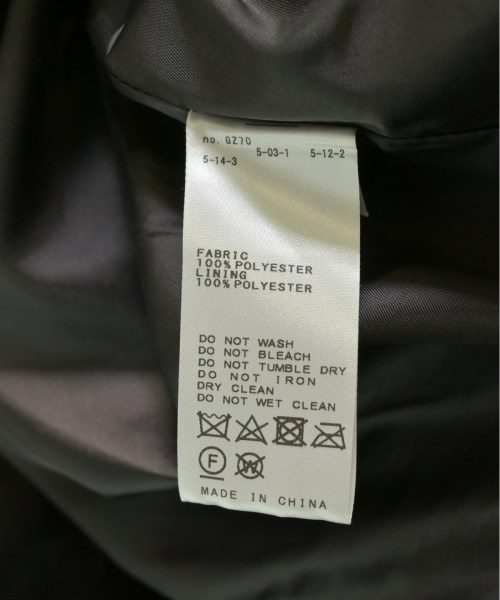 no. GZ70
5-14-3 5-03-1 5-12-2
FABRIC
100% POLYESTER
LINING
100% POLYESTER
DO NOT WASH
DO NOT BLEACH
DO NOT TUMBLE DRY
DO NOT IRON
DRY CLEAN
DO NOT WET CLEAN
F W
MADE IN CHINA